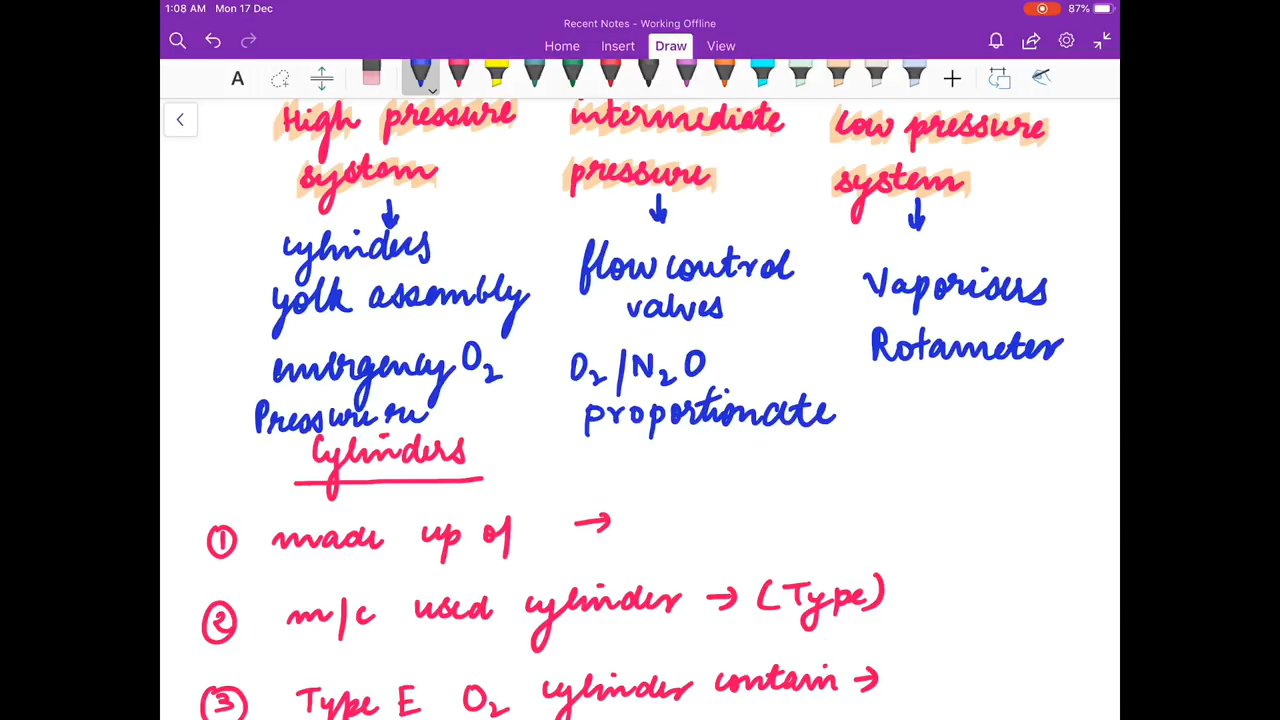 1:08 AM Mon 17 Dec
87%
Recent Notes - Working Offline
Home Insert Draw View
A
High pressure system
cylinders
yolk assembly
emergency O2
Pressure re
intermediate pressure
flow control
valves
O2/N2O
proportionate
Low pressure system
Vaporisers
Rotameter
Cylinders
① made up of →
② m/c used cylinder → (Type)
③ Type E O2 cylinder contain →